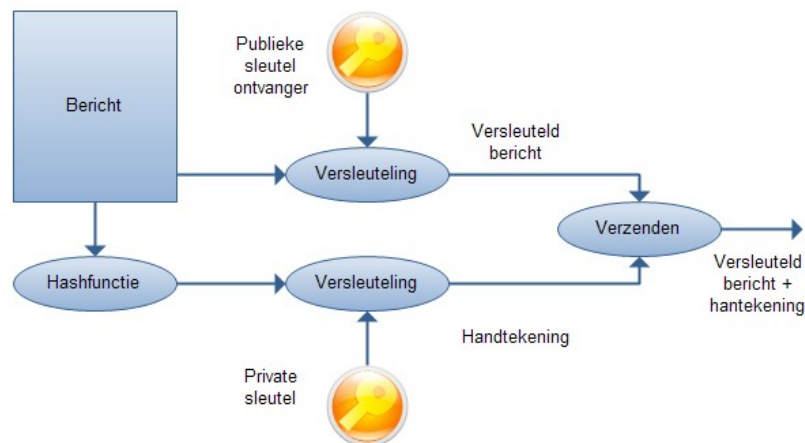 Publieke
sleutel
ontvanger
Bericht
Versleuteld
bericht
Versleuteling
Verzenden
Hashfunctie
Versleuteling
Versleuteld
bericht +
hantekening
Handtekening
Private
sleutel